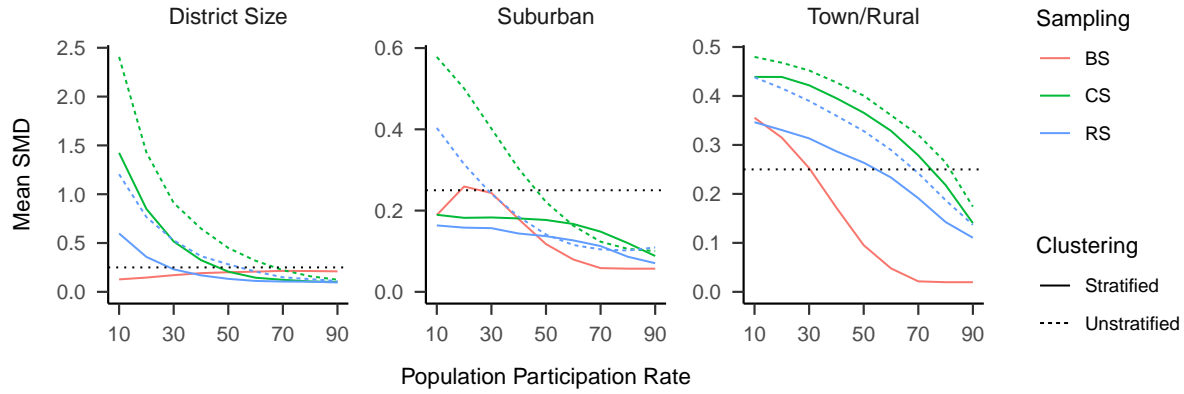 District Size
Suburban
Town/Rural
Mean SMD
2.5
2.0
1.5
1.0
0.5
0.0
10 30 50 70 90
0.6
0.4
0.2
0.0
10 30 50 70 90
0.5
0.4
0.3
0.2
0.1
0.0
10 30 50 70 90
Population Participation Rate
Sampling
BS
CS
RS
Clustering
Stratified
Unstratified